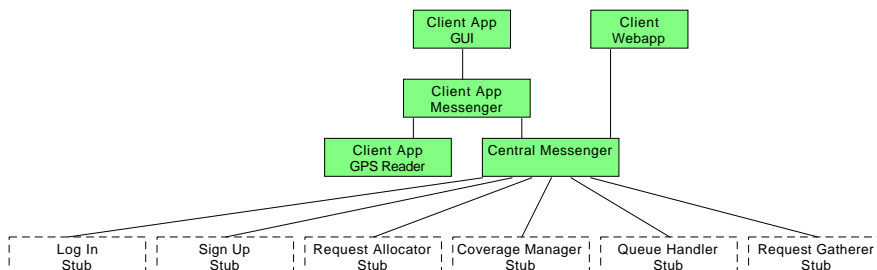 Client App
GUI
Client
Webapp
Client App
Messenger
Client App
GPS Reader
Central Messenger
Log In
Stub
Sign Up
Stub
Request Allocator
Stub
Coverage Manager
Stub
Queue Handler
Stub
Request Gatherer
Stub